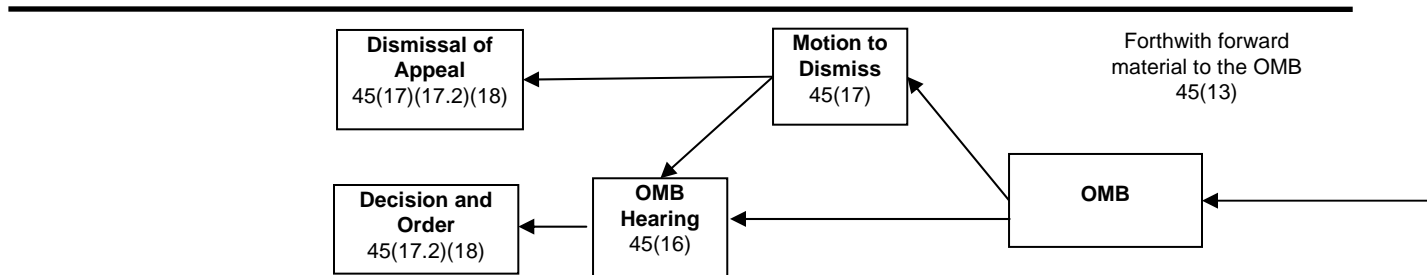 Dismissal of
Appeal
45(17)(17.2)(18)
Motion to
Dismiss
45(17)
Forthwith forward
material to the OMB
45(13)
Decision and
Order
45(17.2)(18)
OMB
Hearing
45(16)
OMB